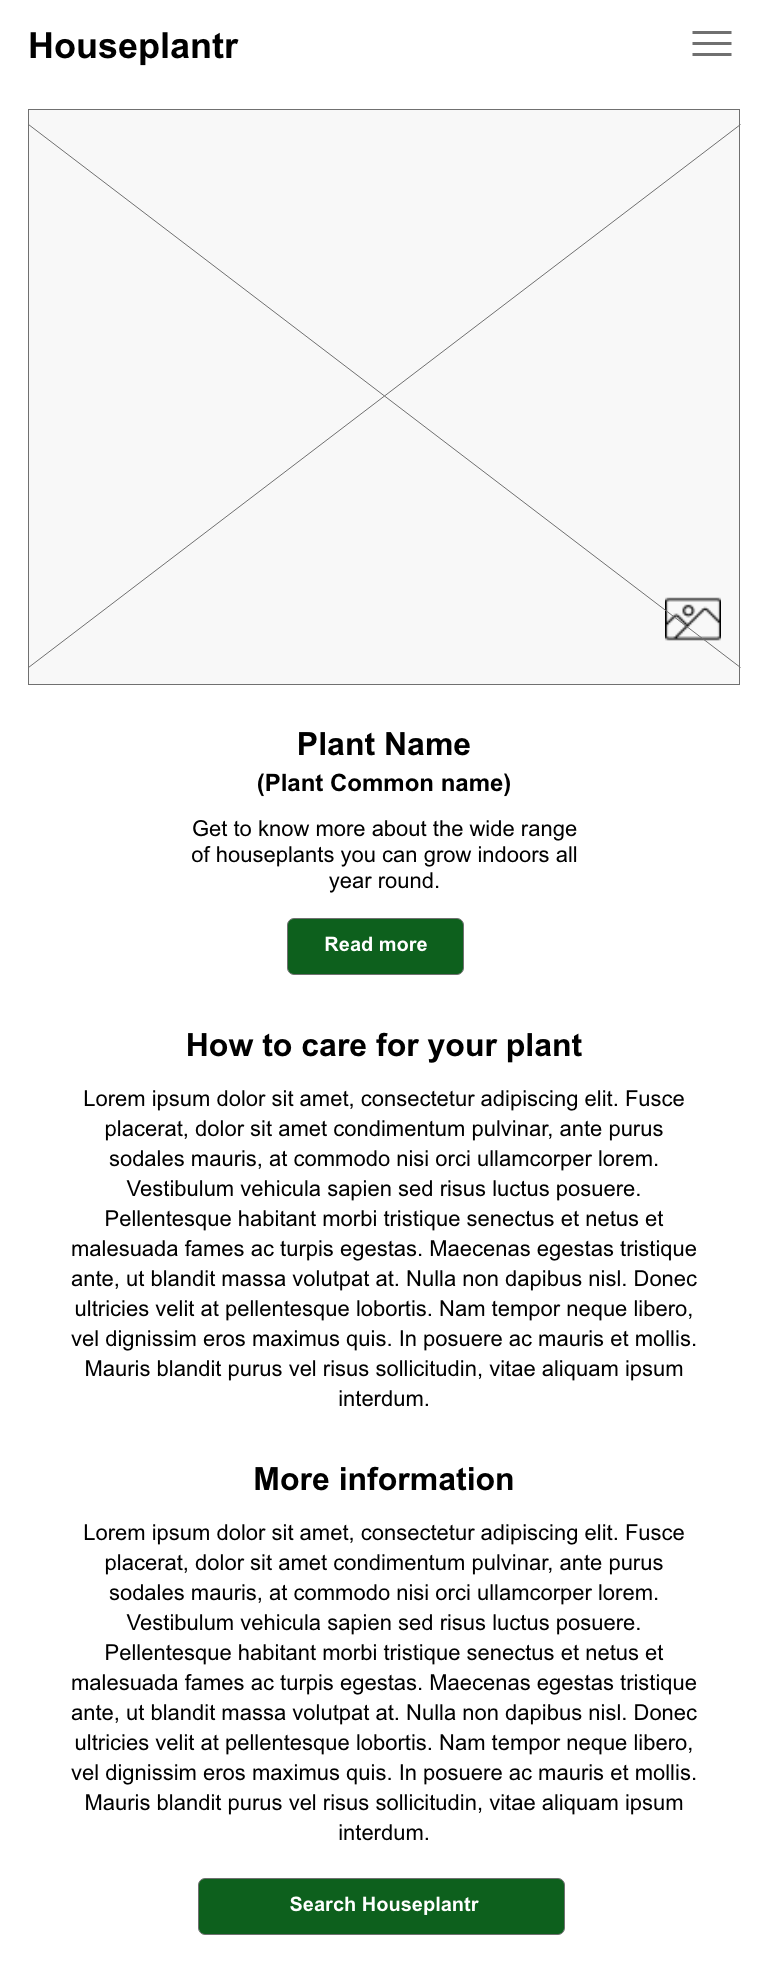 Houseplantr
Plant Name
(Plant Common name)
Get to know more about the wide range
of houseplants you can grow indoors all
year round.
Read more
How to care for your plant
Lorem ipsum dolor sit amet, consectetur adipiscing elit. Fusce
placerat, dolor sit amet condimentum pulvinar, ante purus
sodales mauris, at commodo nisi orci ullamcorper lorem.
Vestibulum vehicula sapien sed risus luctus posuere.
Pellentesque habitant morbi tristique senectus et netus et
malesuada fames ac turpis egestas. Maecenas egestas tristique
ante, ut blandit massa volutpat at. Nulla non dapibus nisl. Donec
ultricies velit at pellentesque lobortis. Nam tempor neque libero,
vel dignissim eros maximus quis. In posuere ac mauris et mollis.
Mauris blandit purus vel risus sollicitudin, vitae aliquam ipsum
interdum.
More information
Lorem ipsum dolor sit amet, consectetur adipiscing elit. Fusce
placerat, dolor sit amet condimentum pulvinar, ante purus
sodales mauris, at commodo nisi orci ullamcorper lorem.
Vestibulum vehicula sapien sed risus luctus posuere.
Pellentesque habitant morbi tristique senectus et netus et
malesuada fames ac turpis egestas. Maecenas egestas tristique
ante, ut blandit massa volutpat at. Nulla non dapibus nisl. Donec
ultricies velit at pellentesque lobortis. Nam tempor neque libero,
vel dignissim eros maximus quis. In posuere ac mauris et mollis.
Mauris blandit purus vel risus sollicitudin, vitae aliquam ipsum
interdum.
Search Houseplantr